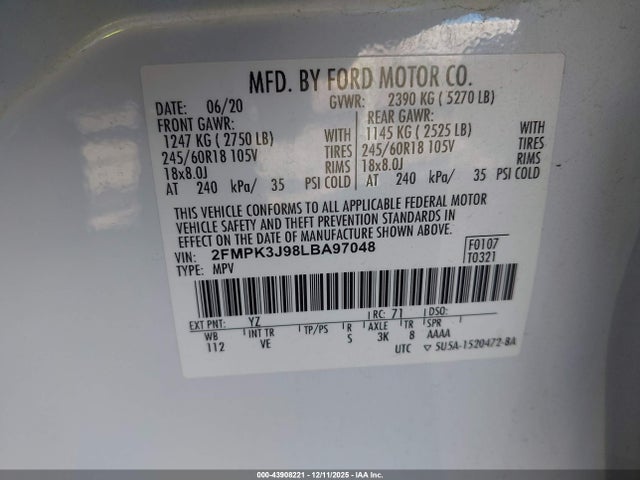 MFD. BY FORD MOTOR CO.
DATE: 06/20 GVWR: 2390 KG ( 5270 LB)
FRONT GAWR: REAR GAWR:
1247 KG ( 2750 LB) WITH 1145 KG ( 2525 LB) WITH
245/60R18 105V TIRES 245/60R18 105V TIRES
18x8.0J RIMS 18x8.0J RIMS
AT 240 kPa/ 35 PSI COLD AT 240 kPa/ 35 PSI COLD
THIS VEHICLE CONFORMS TO ALL APPLICABLE FEDERAL MOTOR
VEHICLE SAFETY AND THEFT PREVENTION STANDARDS IN
EFFECT ON THE DATE OF MANUFACTURE SHOWN ABOVE.
VIN: 2FMPK3J98LBA97048 F0107
TYPE: MPV T0321
EXT PNT: YZ RC: 71 DSO:
WB INT TR TP/PS R AXLE TR SPR
112 VE S 3K 8 AAAA
UTC ▽ 5U5A-1520472-BA
000-43908221 - 12/11/2025 - IAA Inc.